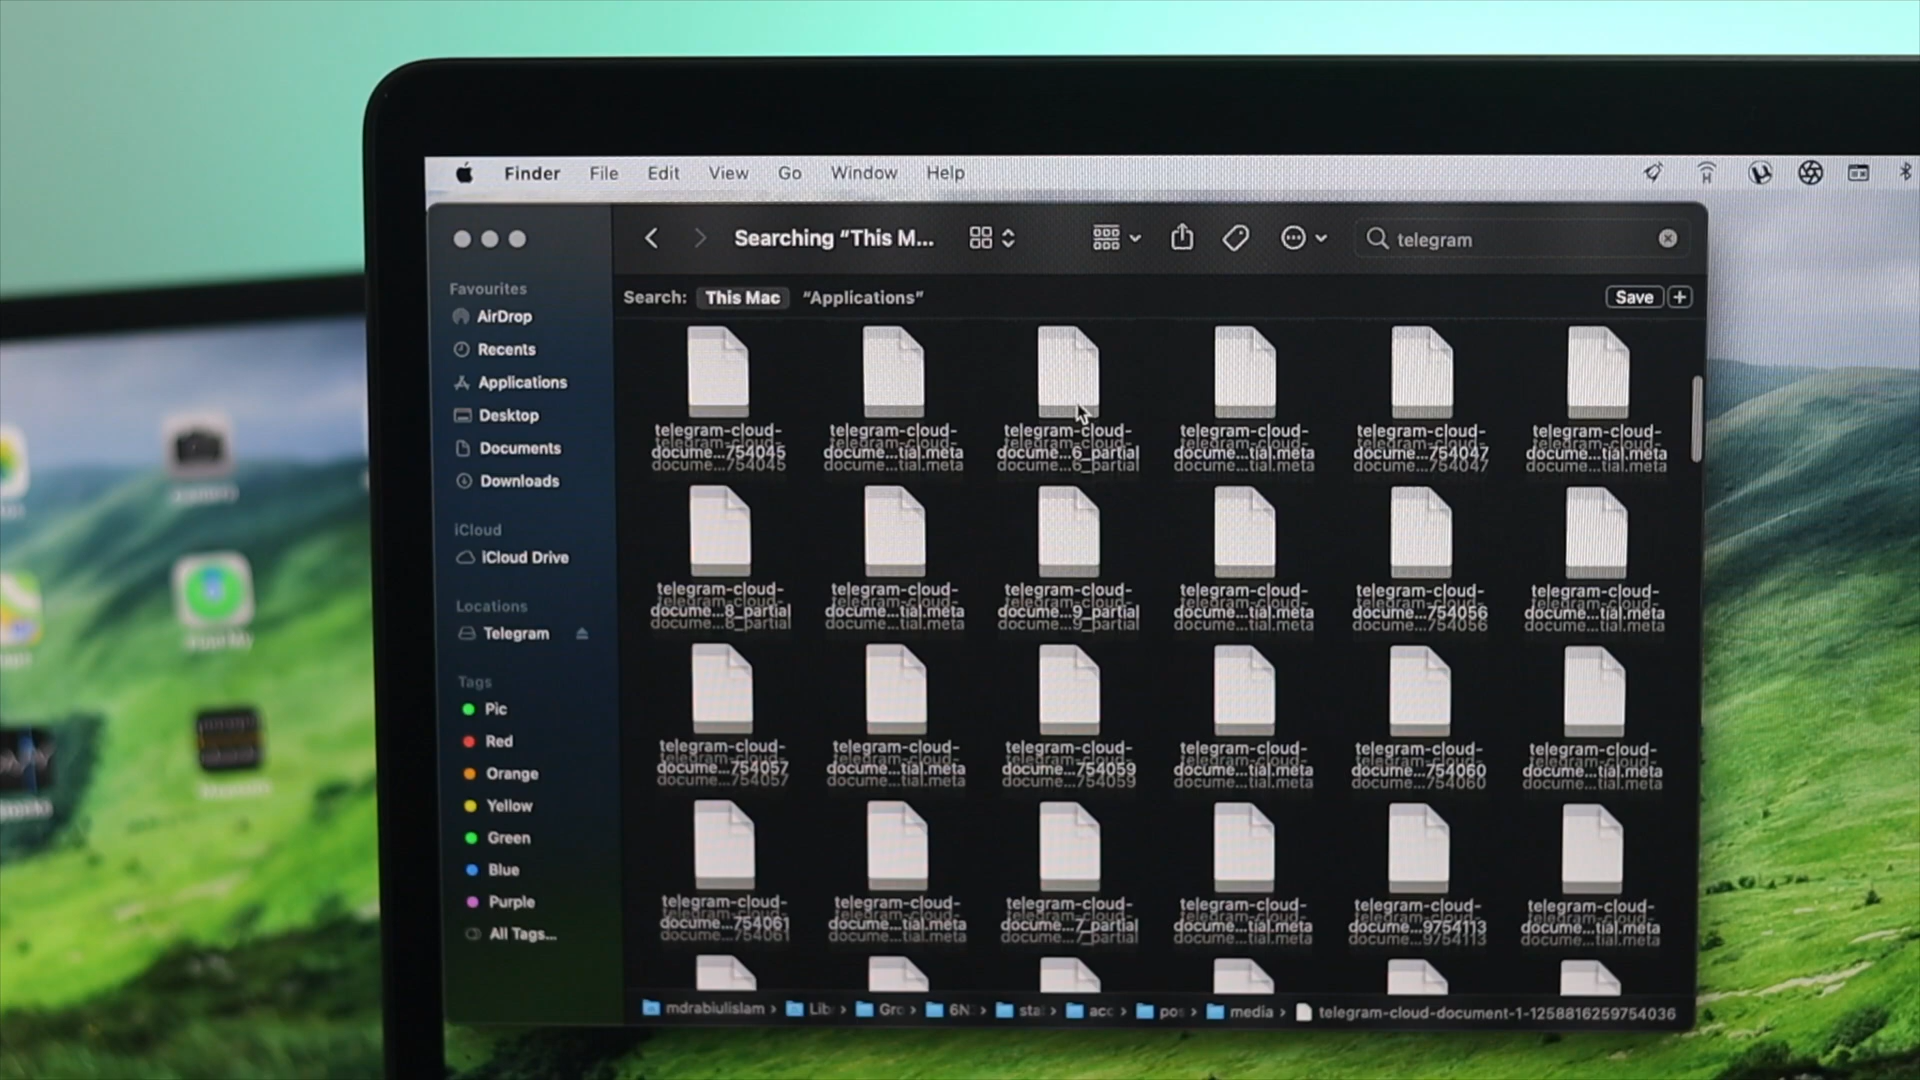 Finder File Edit View Go Window Help
Searching “This M... telegram
Search: This Mac “Applications” Save +
Favourites
AirDrop
Recents
Applications
Desktop
Documents
Downloads
iCloud
iCloud Drive
Locations
Telegram
Tags
Pic
Red
Orange
Yellow
Green
Blue
Purple
All Tags...
telegram-cloud- telegram-cloud- telegram-cloud- telegram-cloud- telegram-cloud- telegram-cloud-
docume...754045 docume...tial.meta docume...6_partial docume...tial.meta docume...754047 docume...tial.meta
telegram-cloud- telegram-cloud- telegram-cloud- telegram-cloud- telegram-cloud- telegram-cloud-
docume...8_partial docume...tial.meta docume...9_partial docume...tial.meta docume...754056 docume...tial.meta
telegram-cloud- telegram-cloud- telegram-cloud- telegram-cloud- telegram-cloud- telegram-cloud-
docume...754057 docume...tial.meta docume...754059 docume...tial.meta docume...754060 docume...tial.meta
telegram-cloud- telegram-cloud- telegram-cloud- telegram-cloud- telegram-cloud- telegram-cloud-
docume...754061 docume...tial.meta docume...7_partial docume...tial.meta docume...9754113 docume...tial.meta
mdrabiulislam › Lib › Gro › 6N › sta › acc › pos › media › telegram-cloud-document-1-1258816259754036